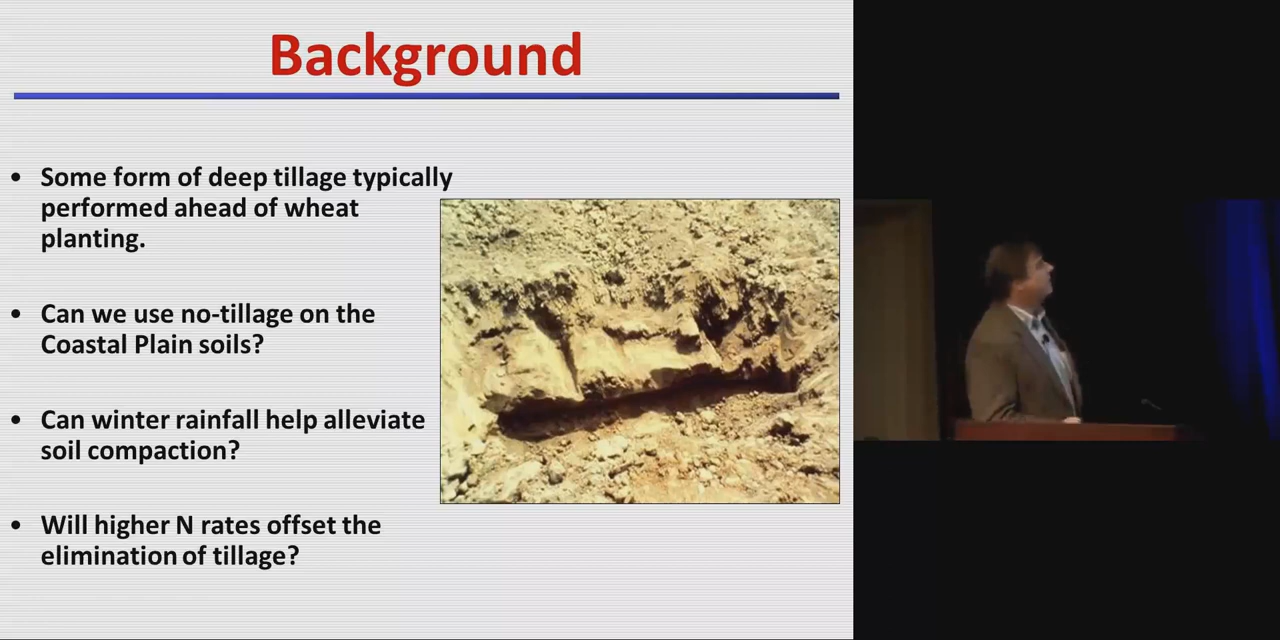 Background
• Some form of deep tillage typically
performed ahead of wheat
planting.
• Can we use no-tillage on the
Coastal Plain soils?
• Can winter rainfall help alleviate
soil compaction?
• Will higher N rates offset the
elimination of tillage?